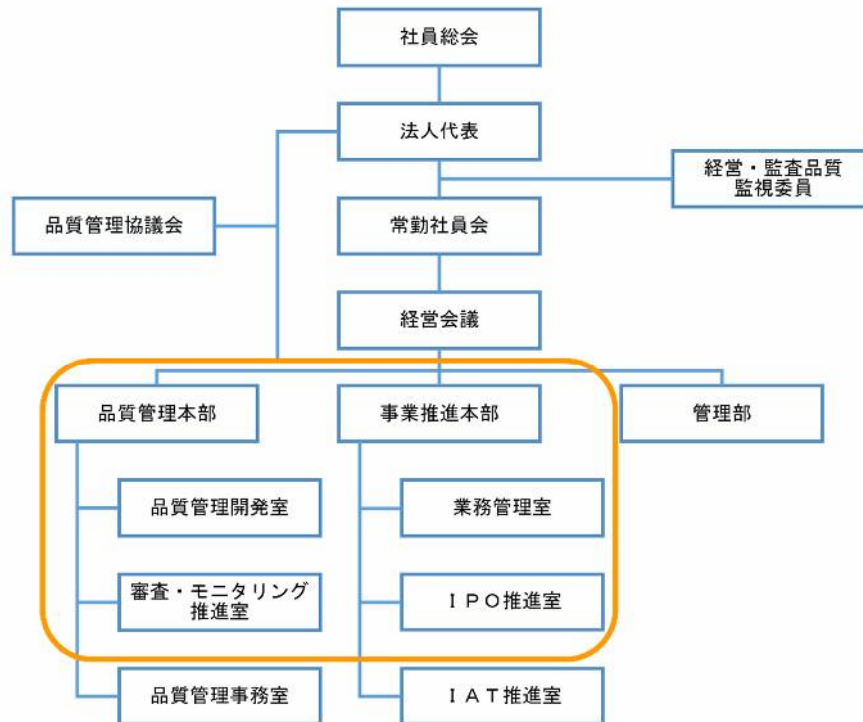 社員総会
法人代表
経営・監査品質
監視委員
品質管理協議会
常勤社員会
経営会議
品質管理本部
事業推進本部
管理部
品質管理開発室
業務管理室
審査・モニタリング
推進室
ＩＰＯ推進室
品質管理事務室
ＩＡＴ推進室